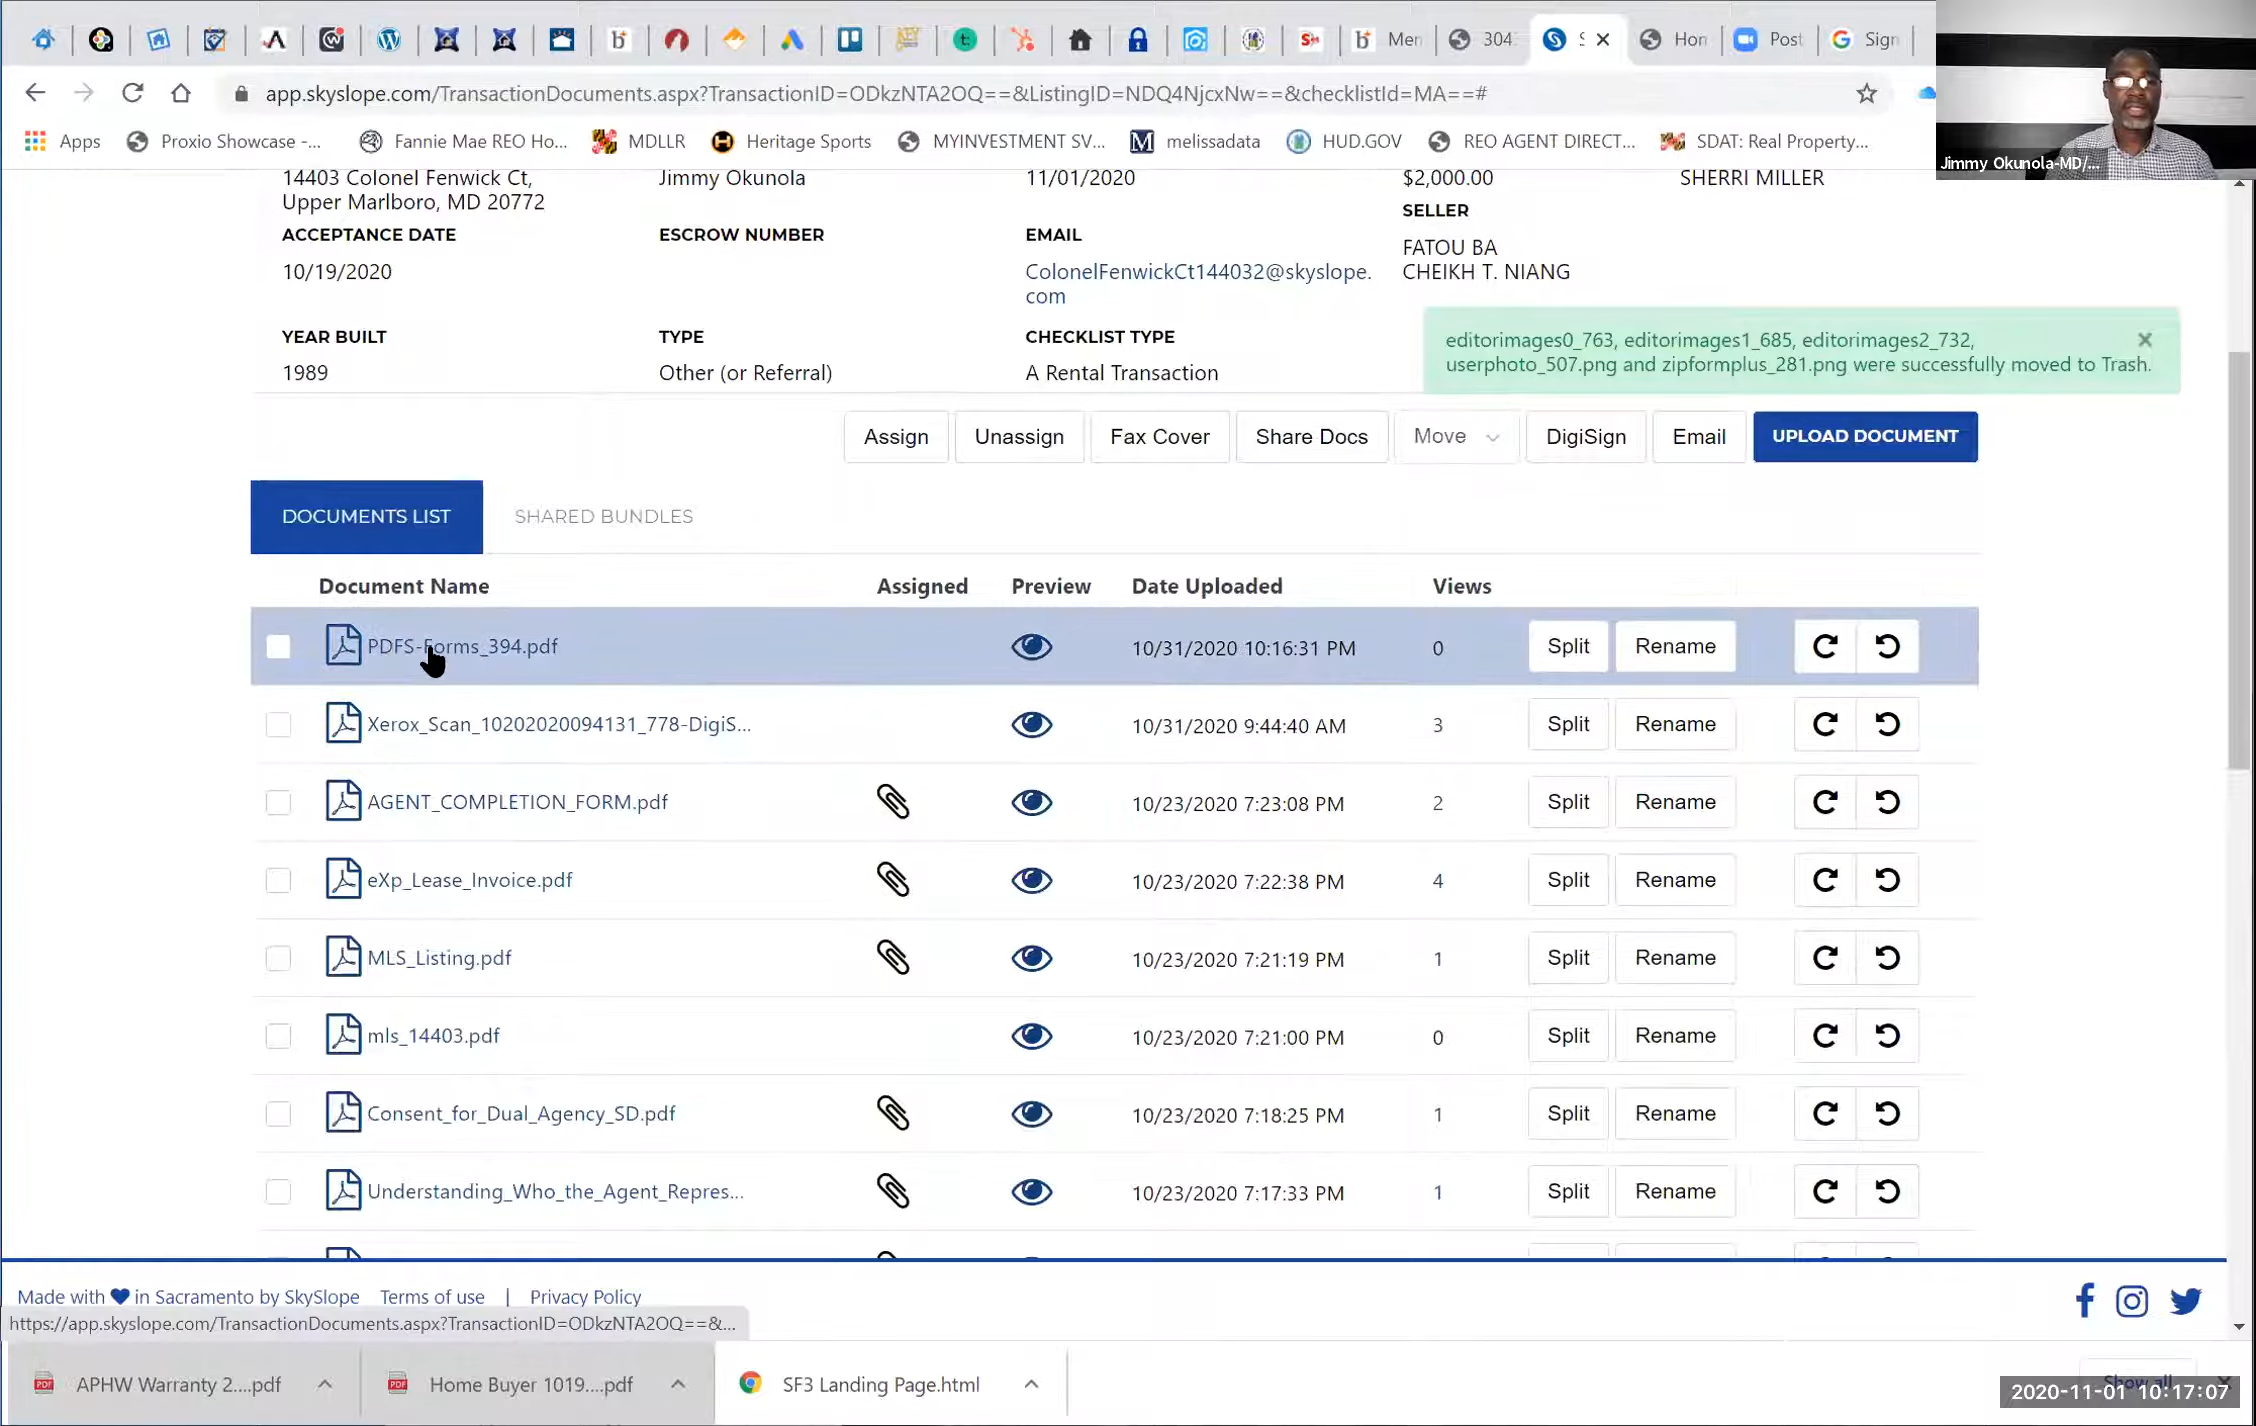 Mer
304
S
Hon
Post
Sign
app.skyslope.com/TransactionDocuments.aspx?TransactionID=ODkzNTA2OQ==&ListingID=NDQ4NjcxNw==&checklistId=MA==#
Apps
Proxio Showcase -...
Fannie Mae REO Ho...
MDLLR
Heritage Sports
MYINVESTMENT SV...
melissadata
HUD.GOV
REO AGENT DIRECT...
SDAT: Real Property...
Jimmy Okunola-MD/...
14403 Colonel Fenwick Ct,
Upper Marlboro, MD 20772
Jimmy Okunola
11/01/2020
$2,000.00
SHERRI MILLER
SELLER
FATOU BA
CHEIKH T. NIANG
ACCEPTANCE DATE
10/19/2020
ESCROW NUMBER
EMAIL
ColonelFenwickCt144032@skyslope.
com
YEAR BUILT
1989
TYPE
Other (or Referral)
CHECKLIST TYPE
A Rental Transaction
editorimages0_763, editorimages1_685, editorimages2_732,
userphoto_507.png and zipformplus_281.png were successfully moved to Trash.
Assign
Unassign
Fax Cover
Share Docs
Move
DigiSign
Email
UPLOAD DOCUMENT
DOCUMENTS LIST
SHARED BUNDLES
Document Name Assigned Preview Date Uploaded Views
PDFS-Forms_394.pdf 10/31/2020 10:16:31 PM 0 Split Rename
Xerox_Scan_10202020094131_778-DigiS... 10/31/2020 9:44:40 AM 3 Split Rename
AGENT_COMPLETION_FORM.pdf 10/23/2020 7:23:08 PM 2 Split Rename
eXp_Lease_Invoice.pdf 10/23/2020 7:22:38 PM 4 Split Rename
MLS_Listing.pdf 10/23/2020 7:21:19 PM 1 Split Rename
mls_14403.pdf 10/23/2020 7:21:00 PM 0 Split Rename
Consent_for_Dual_Agency_SD.pdf 10/23/2020 7:18:25 PM 1 Split Rename
Understanding_Who_the_Agent_Repres... 10/23/2020 7:17:33 PM 1 Split Rename
Made with in Sacramento by SkySlope Terms of use | Privacy Policy
https://app.skyslope.com/TransactionDocuments.aspx?TransactionID=ODkzNTA2OQ==&...
APHW Warranty 2....pdf
Home Buyer 1019....pdf
SF3 Landing Page.html
Show all
2020-11-01 10:17:07